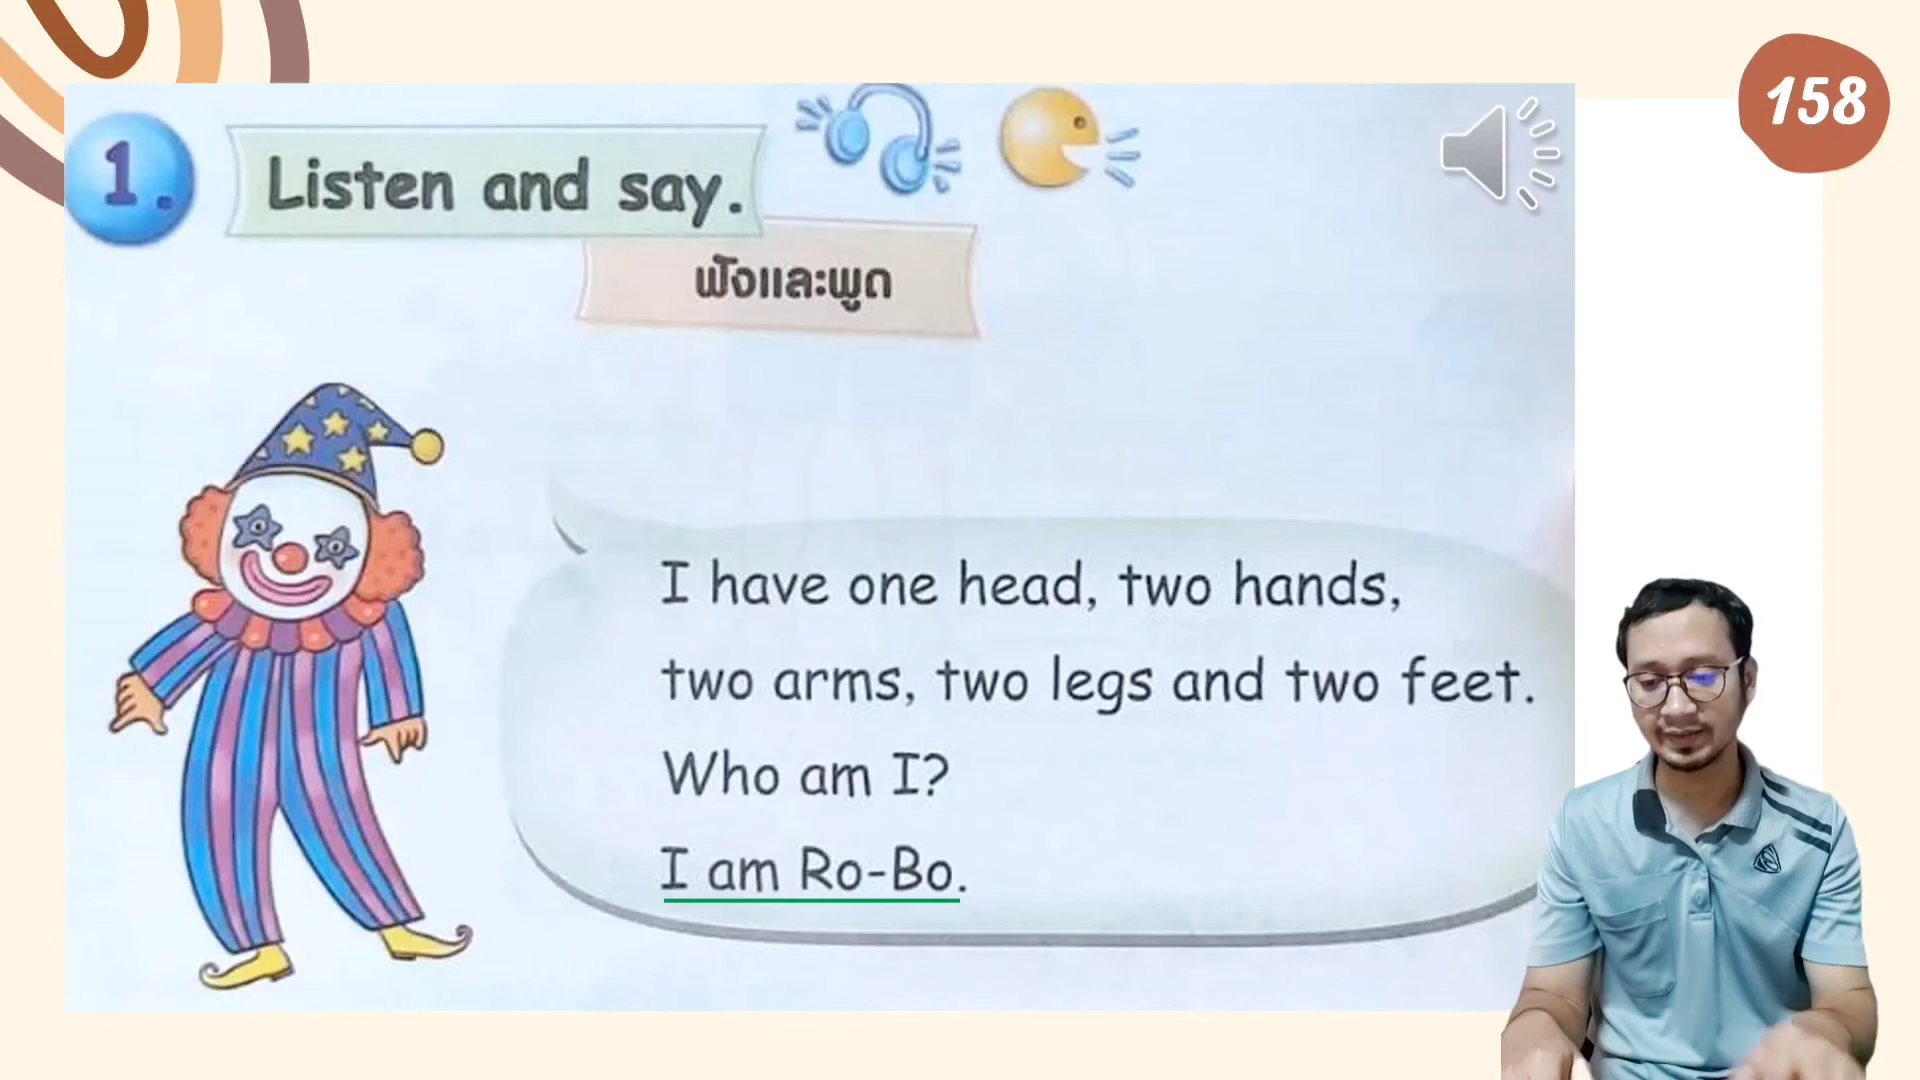 158
1.
Listen and say.
ฟังและพูด
I have one head, two hands,
two arms, two legs and two feet.
Who am I?
I am Ro-Bo.